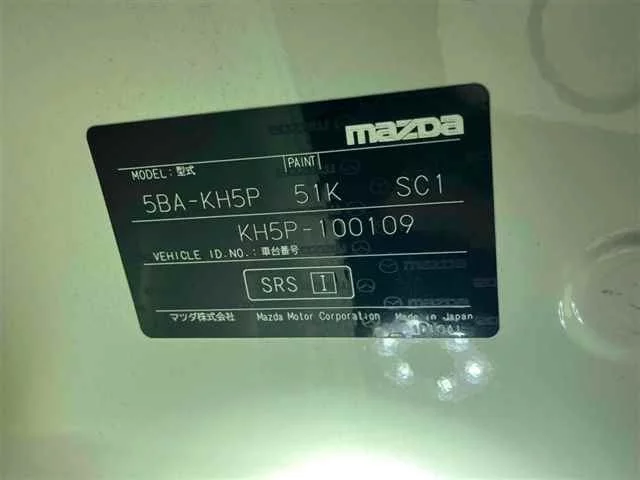 mazda
MODEL:型式 PAINT
5BA-KH5P 51K SC1
KH5P-100109
VEHICLE ID.NO.:車台番号
SRS I
マツダ株式会社 Mazda Motor Corporation Made in Japan